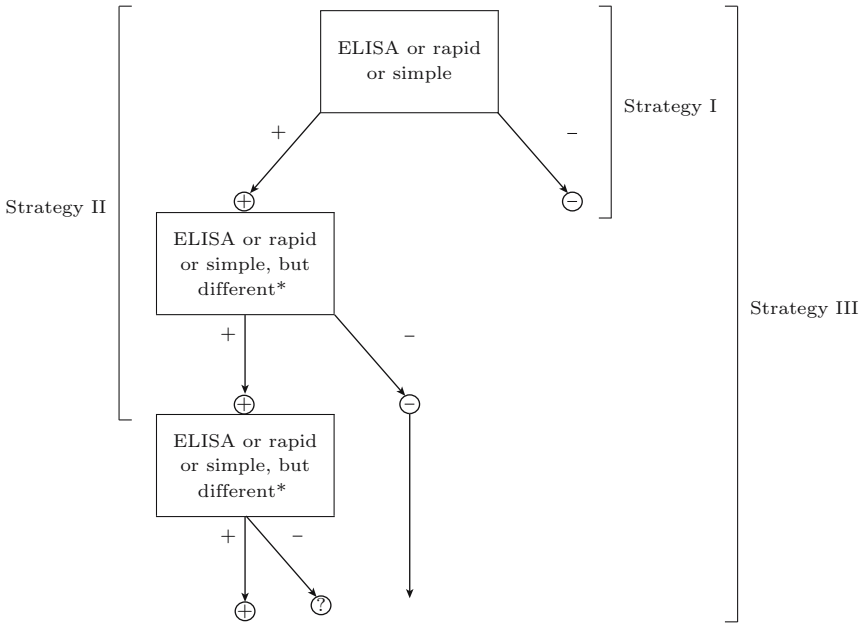 ELISA or rapid
or simple
Strategy I
+
–
+
–
Strategy II
ELISA or rapid
or simple, but
different*
Strategy III
+
–
+
–
ELISA or rapid
or simple, but
different*
+
–
+
?